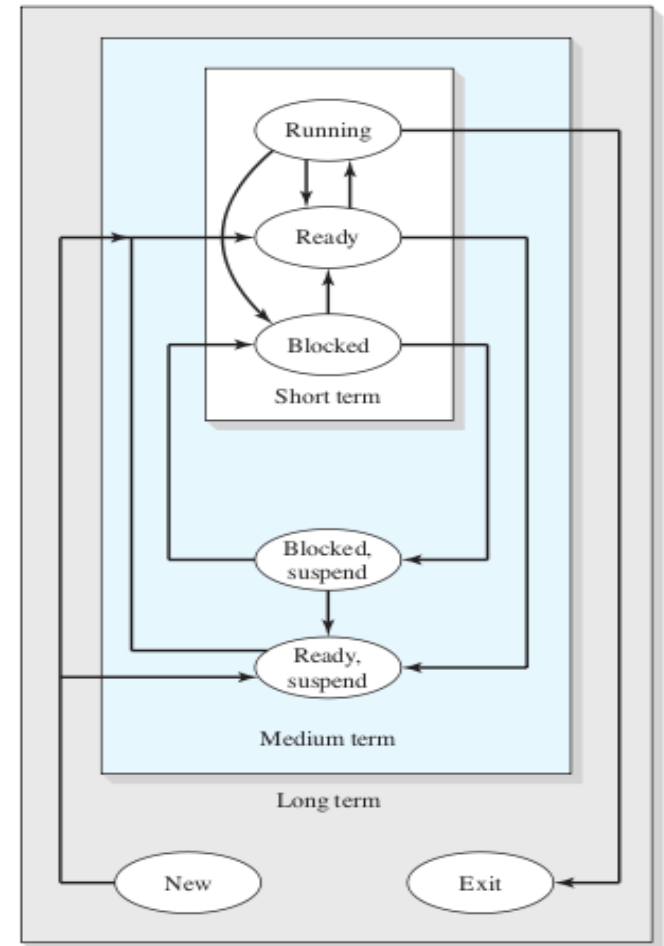 Running
Ready
Blocked
Short term
Blocked,
suspend
Ready,
suspend
Medium term
Long term
New
Exit